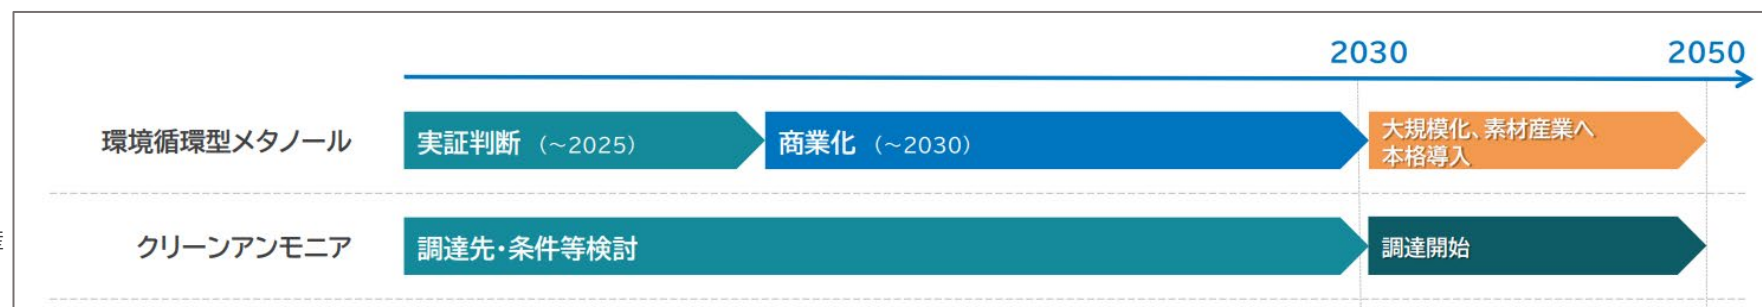 2030 2050
環境循環型メタノール
実証判断 (~2025)
商業化 (~2030)
大規模化、素材産業へ
本格導入
クリーンアンモニア
調達先・条件等検討
調達開始